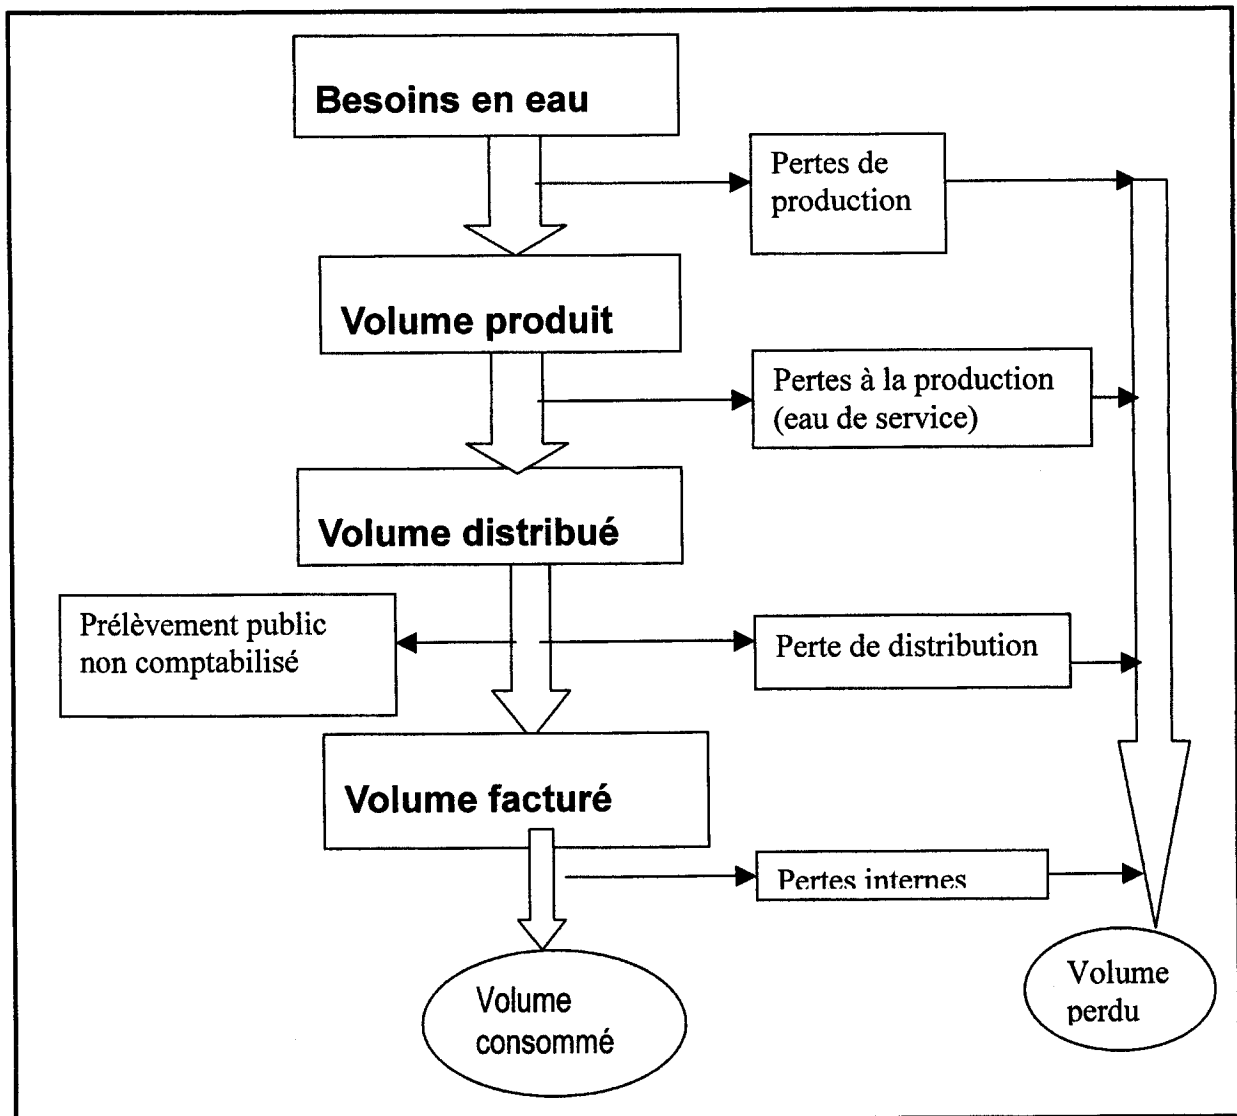 Besoins en eau
Pertes de
production
Volume produit
Pertes à la production
(eau de service)
Volume distribué
Prélèvement public
non comptabilisé
Perte de distribution
Volume facturé
Pertes internes
Volume
consommé
Volume
perdu